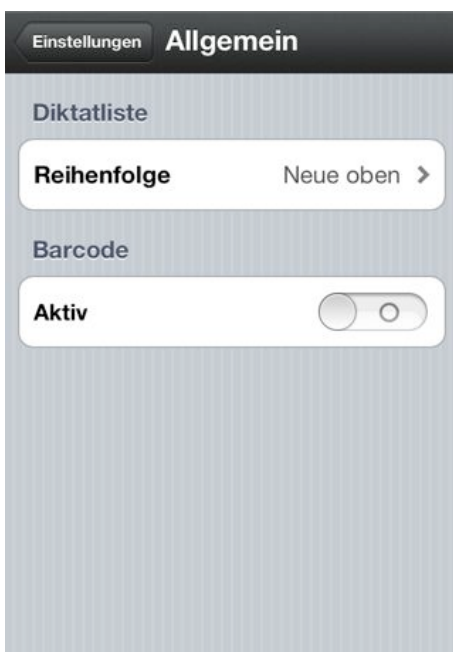 Einstellungen Allgemein
Diktatliste
Reihenfolge Neue oben
Barcode
Aktiv